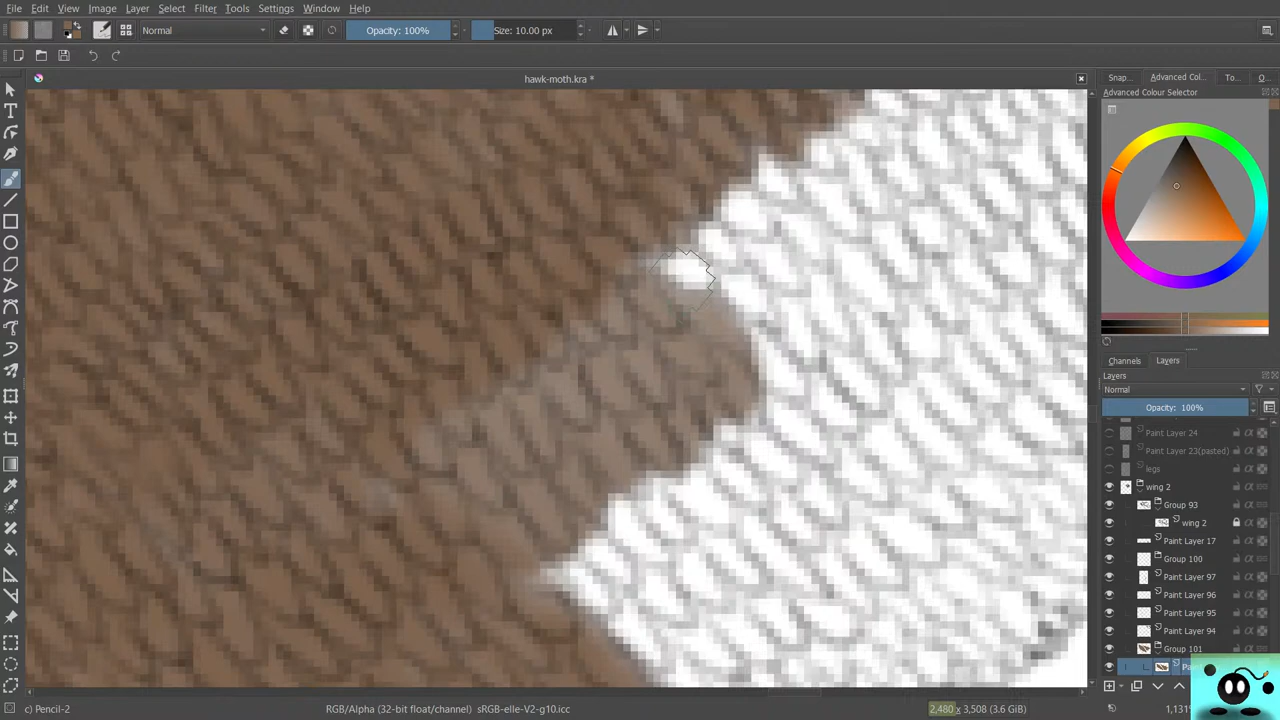 File Edit View Image Layer Select Filter Tools Settings Window Help
Normal Opacity: 100% Size: 10.00 px
hawk-moth.kra *
Snap... Advanced Col... To... O...
Advanced Colour Selector
Channels Layers
Layers
Normal
Opacity: 100%
Paint Layer 24
Paint Layer 23(pasted)
legs
wing 2
Group 93
wing 2
Paint Layer 17
Group 100
Paint Layer 97
Paint Layer 96
Paint Layer 95
Paint Layer 94
Group 101
c) Pencil-2 RGB/Alpha (32-bit float/channel) sRGB-elle-V2-g10.icc 2,480 x 3,508 (3.6 GiB)